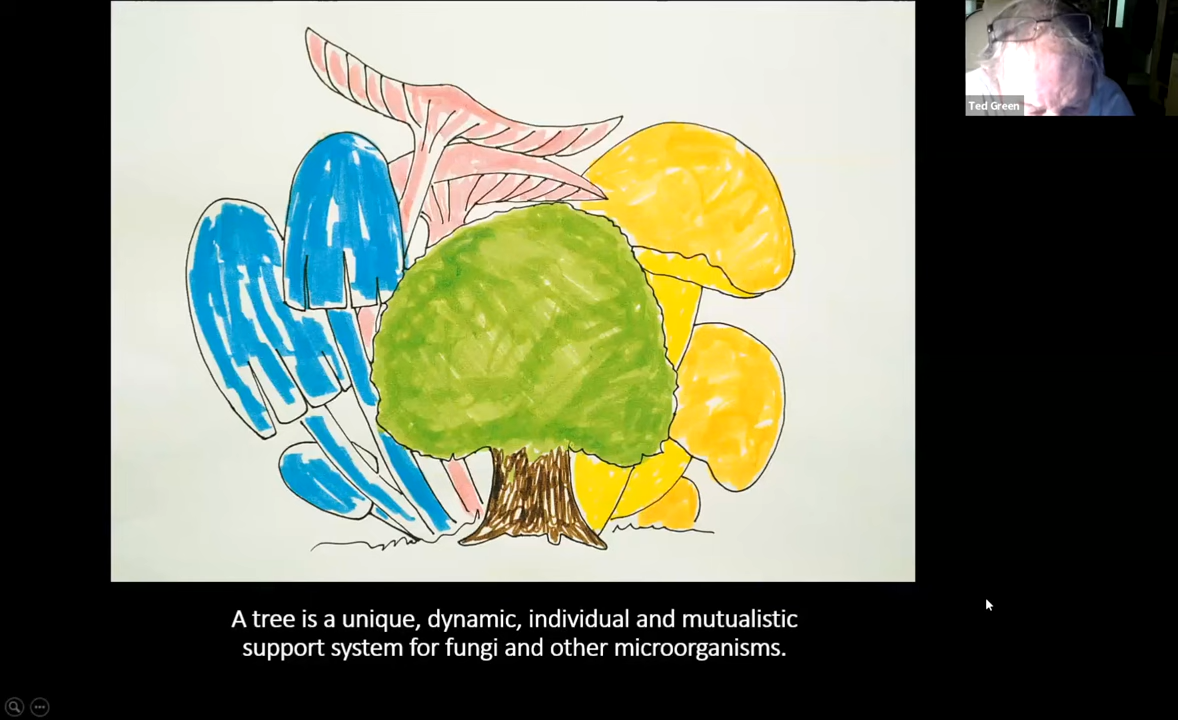 Ted Green
A tree is a unique, dynamic, individual and mutualistic
support system for fungi and other microorganisms.